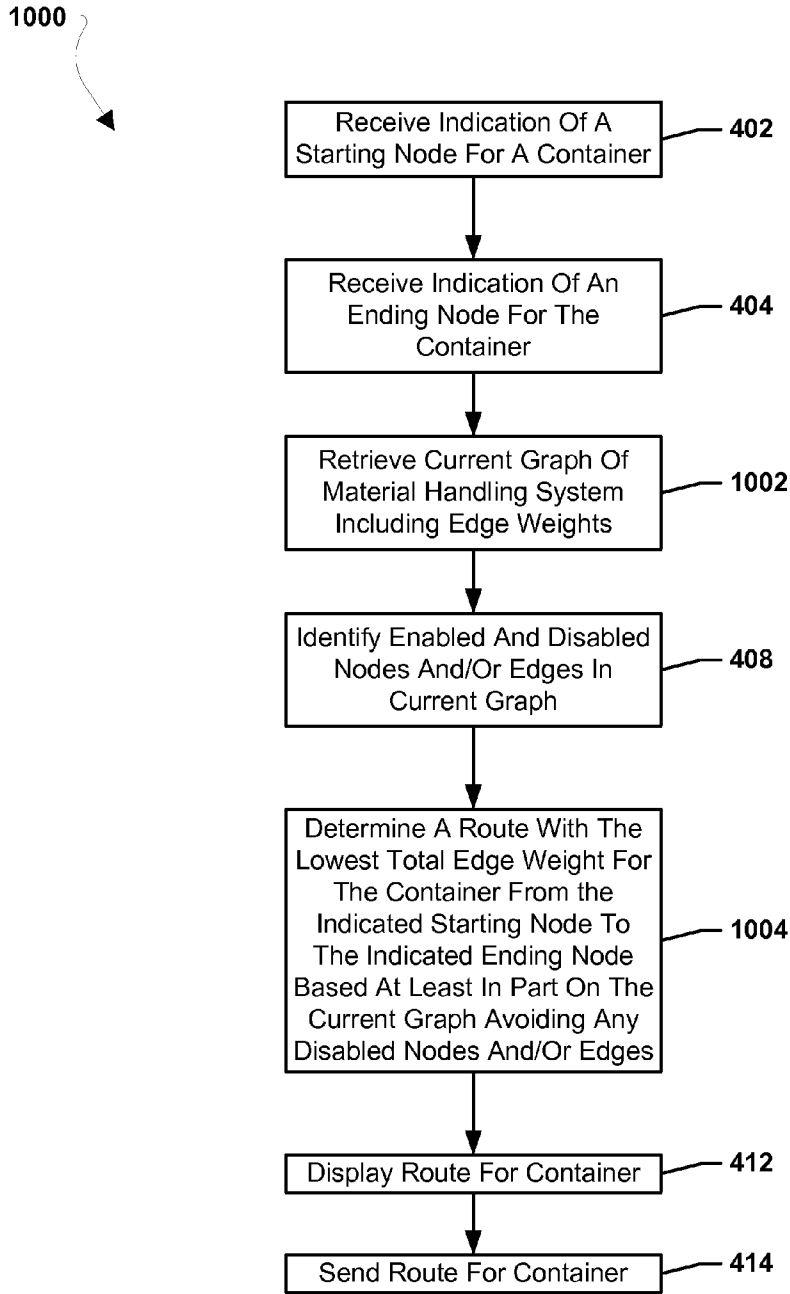 1000
Receive Indication Of A
Starting Node For A Container
402
Receive Indication Of An
Ending Node For The
Container
404
Retrieve Current Graph Of
Material Handling System
Including Edge Weights
1002
Identify Enabled And Disabled
Nodes And/Or Edges In
Current Graph
408
Determine A Route With The
Lowest Total Edge Weight For
The Container From the
Indicated Starting Node To
The Indicated Ending Node
Based At Least In Part On The
Current Graph Avoiding Any
Disabled Nodes And/Or Edges
1004
Display Route For Container
412
Send Route For Container
414